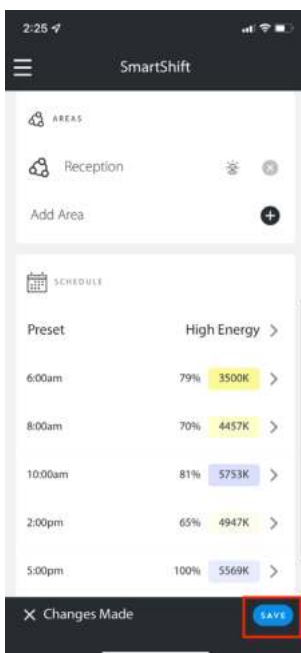 2:25
SmartShift
AREAS
Reception
Add Area
SCHEDULE
Preset High Energy
6:00am 79% 3500K
8:00am 70% 4457K
10:00am 81% 5753K
2:00pm 65% 4947K
5:00pm 100% 5569K
Changes Made SAVE